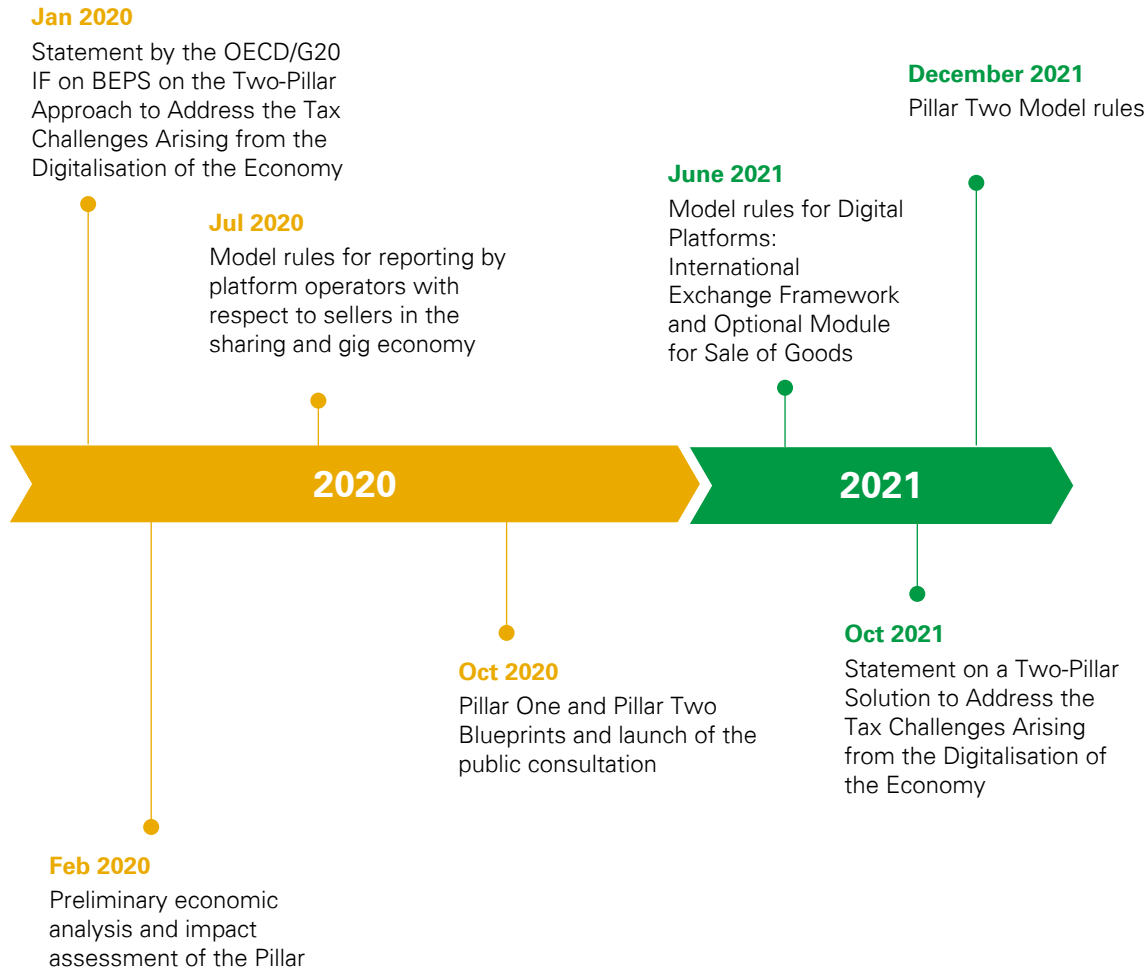 Jan 2020
Statement by the OECD/G20
IF on BEPS on the Two-Pillar
Approach to Address the Tax
Challenges Arising from the
Digitalisation of the Economy
Jul 2020
Model rules for reporting by
platform operators with
respect to sellers in the
sharing and gig economy
June 2021
Model rules for Digital
Platforms:
International
Exchange Framework
and Optional Module
for Sale of Goods
December 2021
Pillar Two Model rules
2020
2021
Feb 2020
Preliminary economic
analysis and impact
assessment of the Pillar
Oct 2020
Pillar One and Pillar Two
Blueprints and launch of the
public consultation
Oct 2021
Statement on a Two-Pillar
Solution to Address the
Tax Challenges Arising
from the Digitalisation of
the Economy